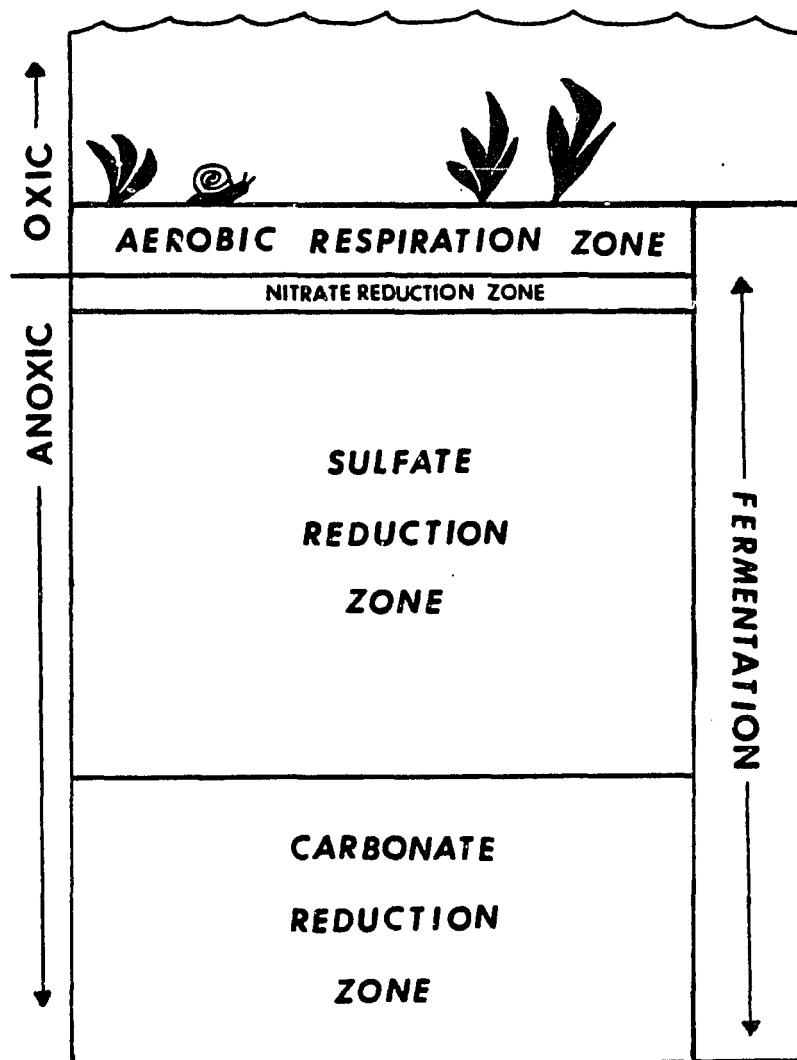 OXIC
AEROBIC RESPIRATION ZONE
NITRATE REDUCTION ZONE
ANOXIC
SULFATE
REDUCTION
ZONE
FERMENTATION
CARBONATE
REDUCTION
ZONE